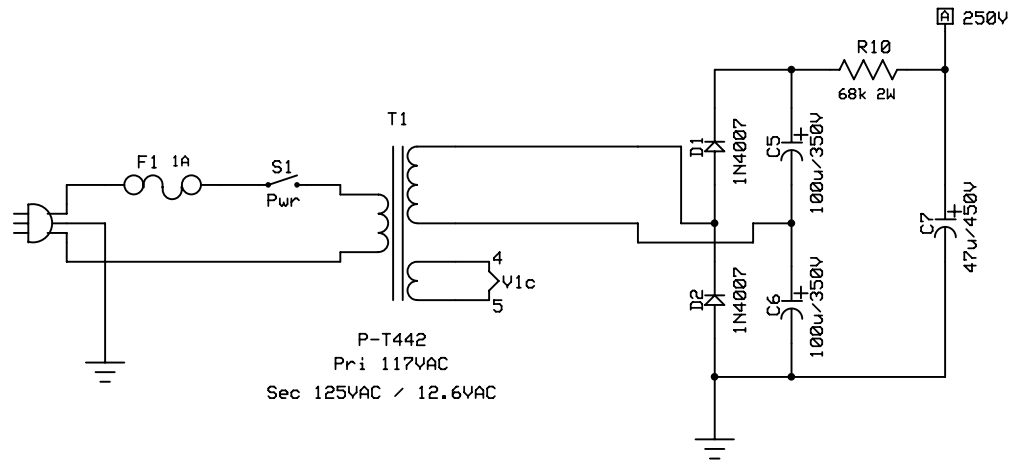 A 250V
R10
68k 2W
T1
F1 1A
S1
Pwr
D1
1N4007
C5
100u/350V
C7
47u/450V
4
V1c
5
D2
1N4007
C6
100u/350V
P-T442
Pri 117VAC
Sec 125VAC / 12.6VAC